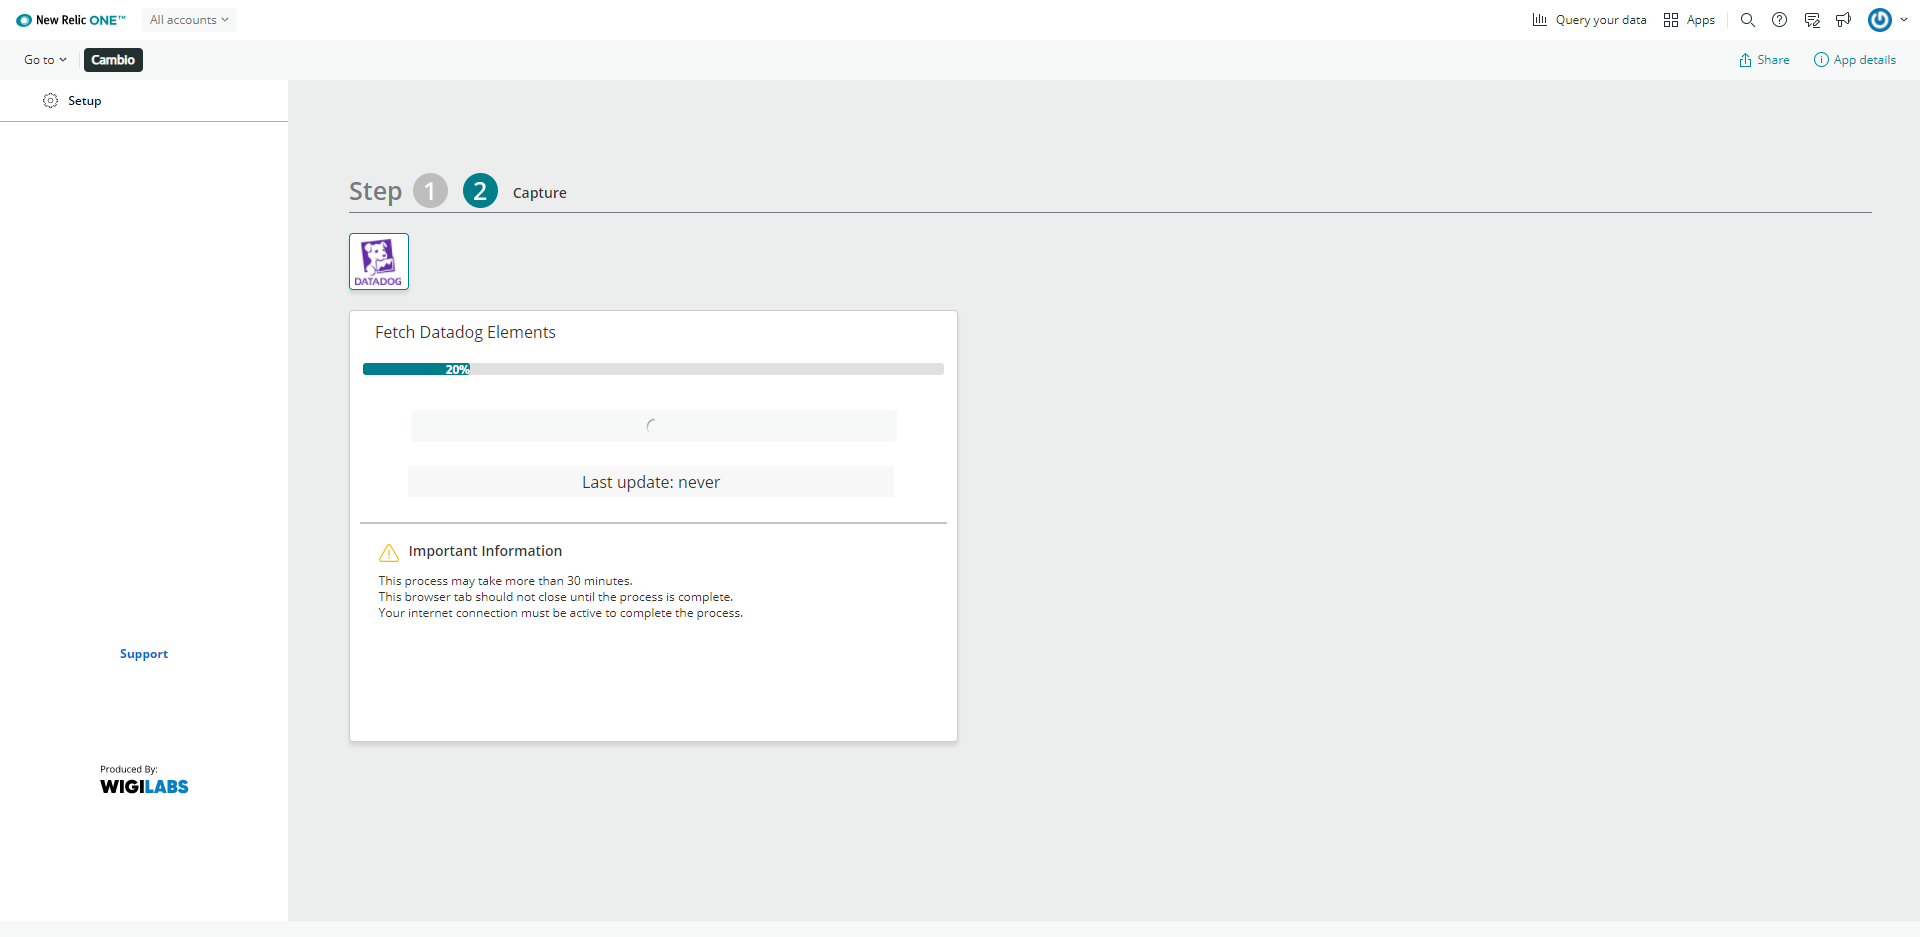 New Relic ONE™ All accounts Query your data Apps
Go to Cambio Share App details
Setup
Step 1 2 Capture
DATADOG
Fetch Datadog Elements
20%
Last update: never
Important Information
This process may take more than 30 minutes.
This browser tab should not close until the process is complete.
Your internet connection must be active to complete the process.
Support
Produced By:
WIGILABS